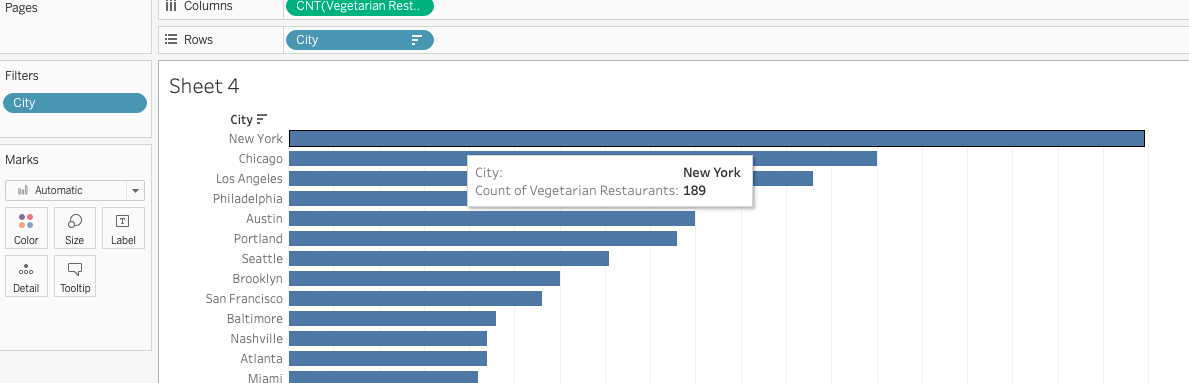 Pages
Columns
CNT(Vegetarian Rest..
Rows
City
Filters
City
Marks
Automatic
Color
Size
Label
Detail
Tooltip
Sheet 4
City
New York
Chicago
Los Angeles
Philadelphia
Austin
Portland
Seattle
Brooklyn
San Francisco
Baltimore
Nashville
Atlanta
Miami
City: New York
Count of Vegetarian Restaurants: 189